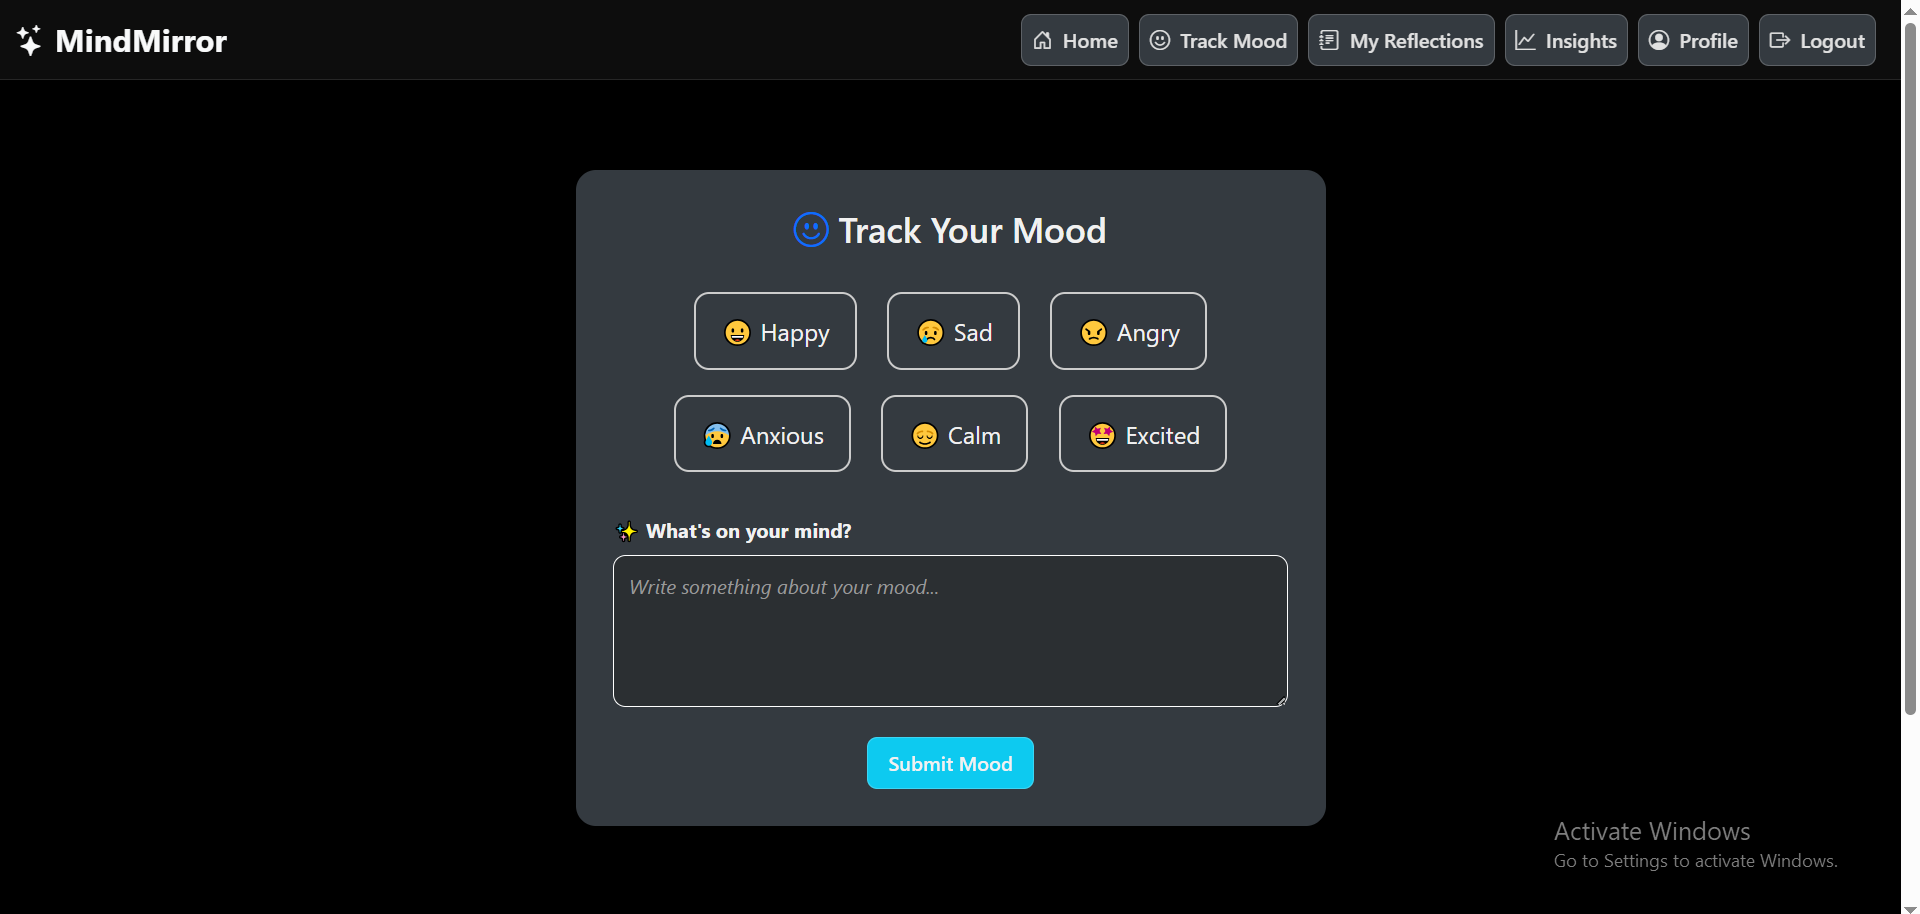 MindMirror
Home
Track Mood
My Reflections
Insights
Profile
Logout
Track Your Mood
😀 Happy
😢 Sad
😠 Angry
😰 Anxious
😌 Calm
🤩 Excited
✨ What's on your mind?
Write something about your mood...
Submit Mood
Activate Windows
Go to Settings to activate Windows.